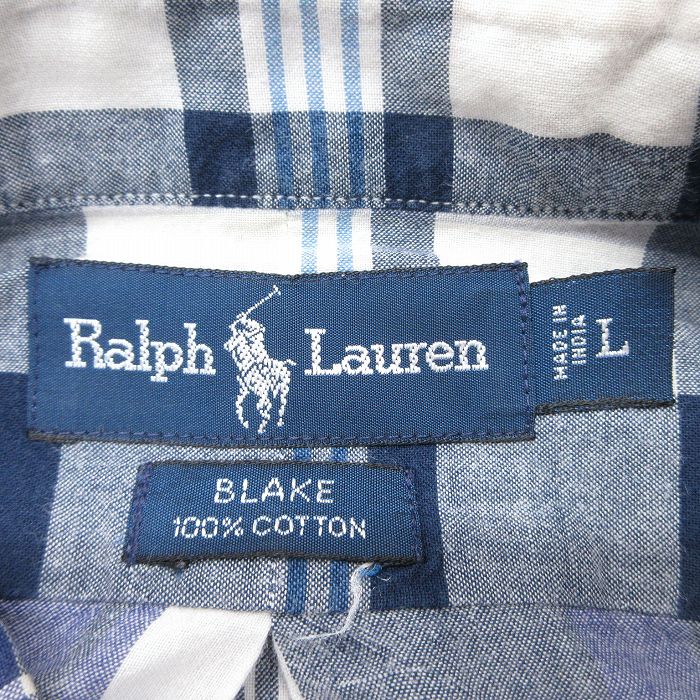 Ralph Lauren
MADE IN
INDIA
L
BLAKE
100% COTTON